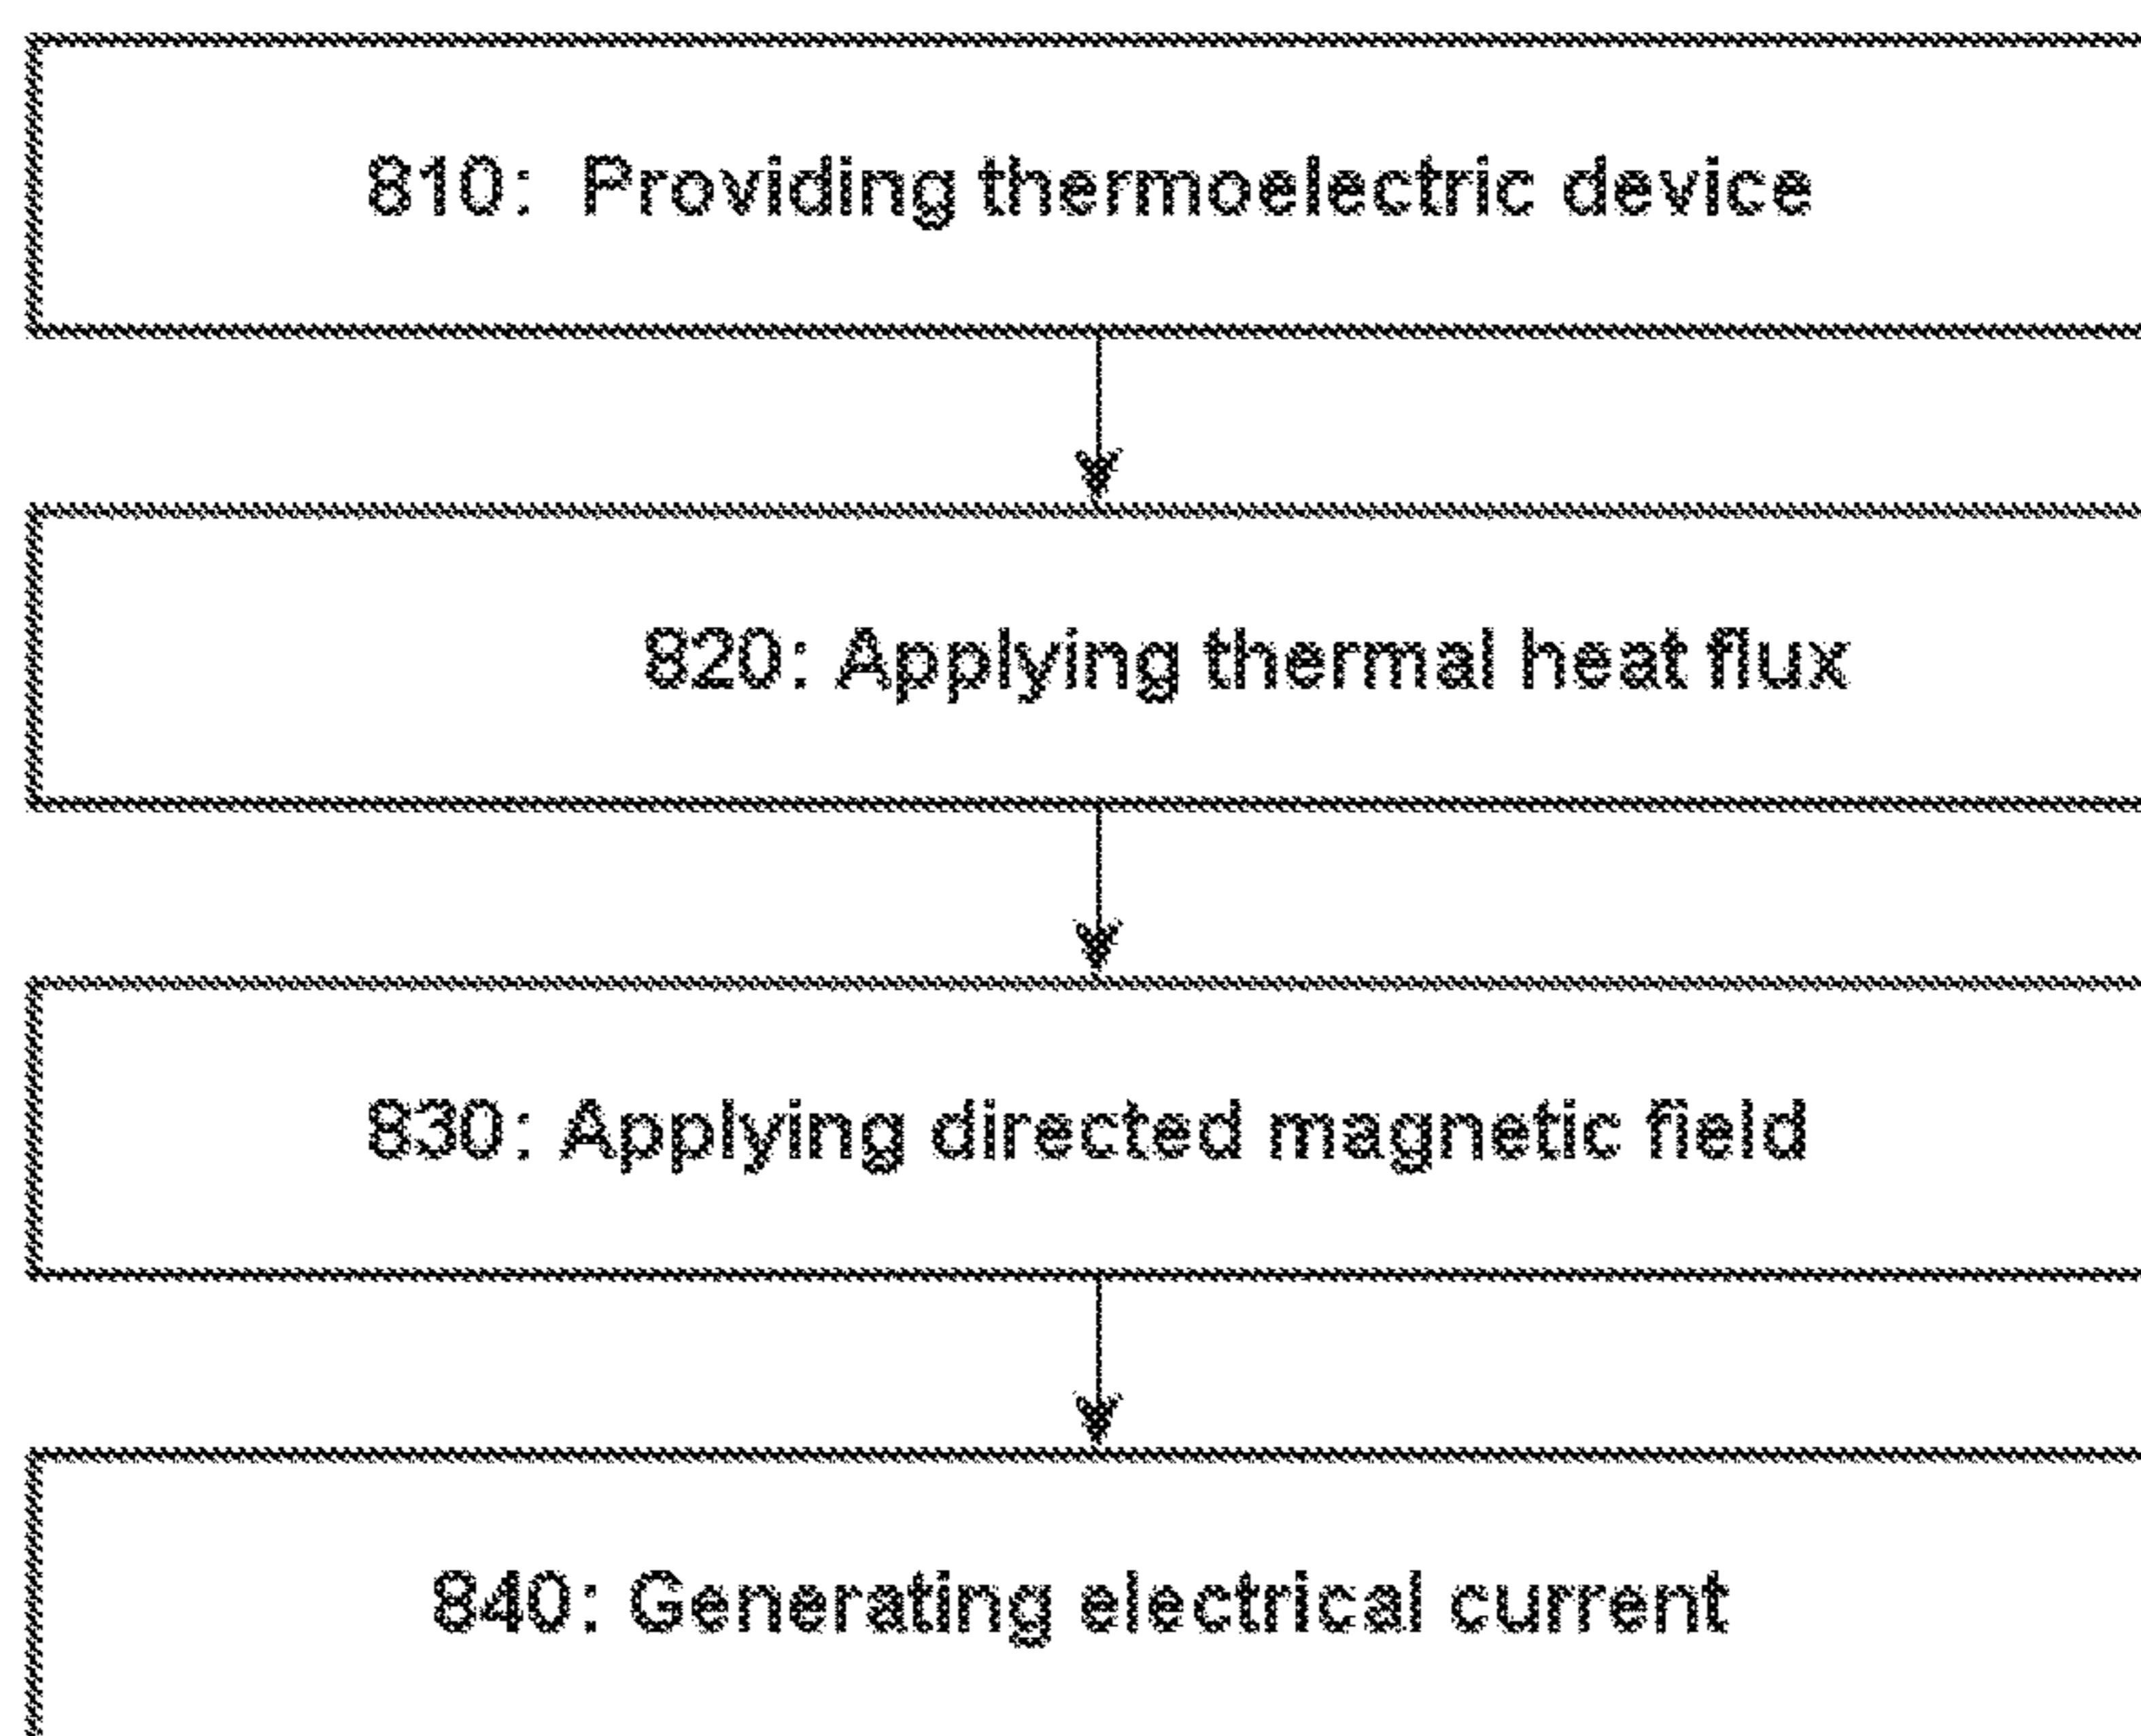 810: Providing thermoelectric device
820: Applying thermal heat flux
830: Applying directed magnetic field
840: Generating electrical current